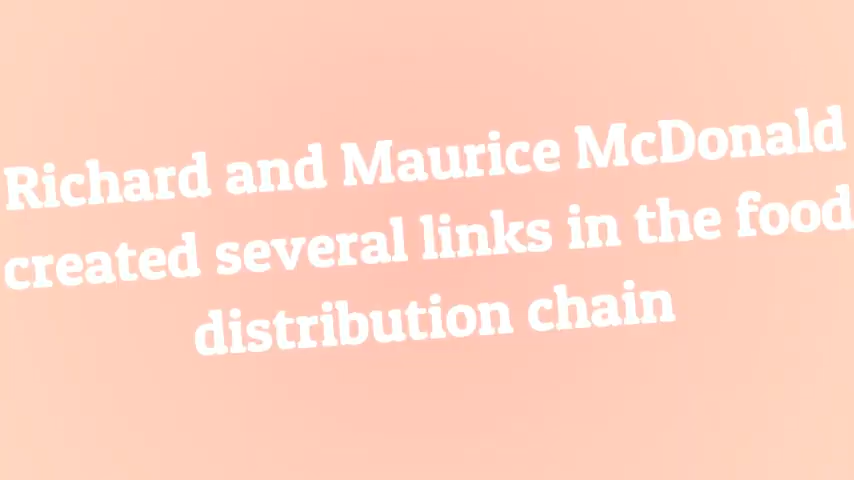 Richard and Maurice McDonald
created several links in the food
distribution chain